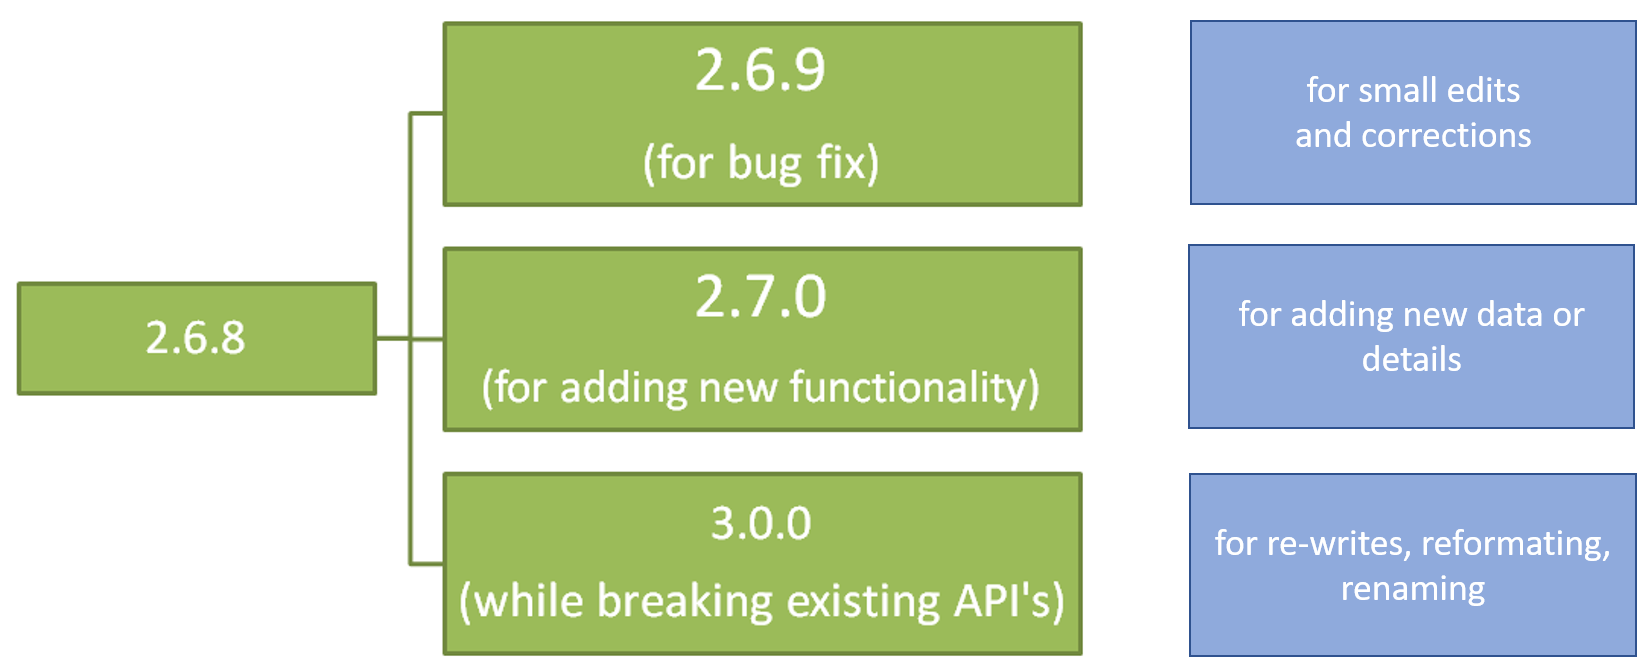 2.6.8
2.6.9
(for bug fix)
for small edits
and corrections
2.7.0
(for adding new functionality)
for adding new data or
details
3.0.0
(while breaking existing API's)
for re-writes, reformating,
renaming